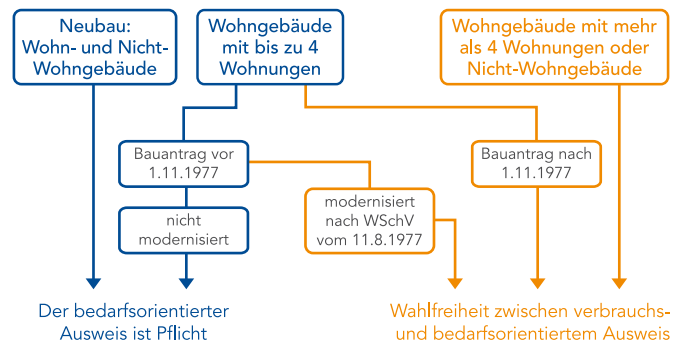 Neubau:
Wohn- und Nicht-
Wohngebäude
Wohngebäude
mit bis zu 4
Wohnungen
Wohngebäude mit mehr
als 4 Wohnungen oder
Nicht-Wohngebäude
Bauantrag vor
1.11.1977
Bauantrag nach
1.11.1977
nicht
modernisiert
modernisiert
nach WSchV
vom 11.8.1977
Der bedarfsorientierter
Ausweis ist Pflicht
Wahlfreiheit zwischen verbrauchs-
und bedarfsorientiertem Ausweis